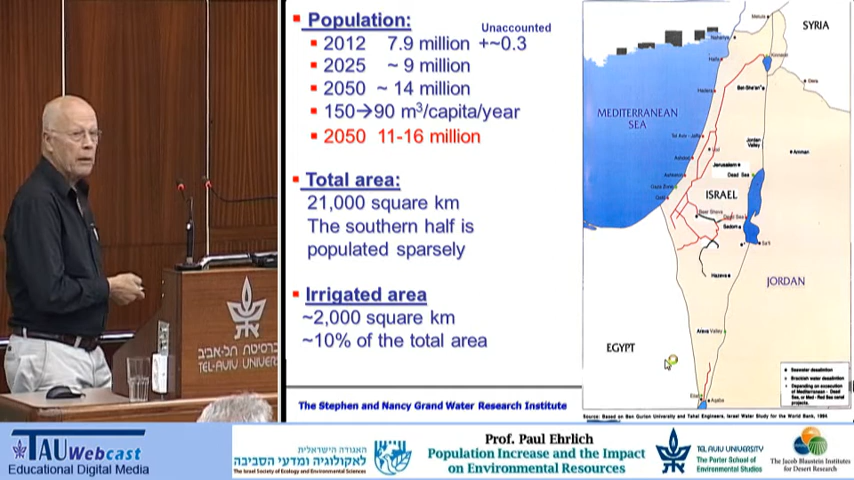 Population:
Unaccounted
2012 7.9 million +~0.3
2025 ~ 9 million
2050 ~ 14 million
150→90 m³/capita/year
2050 11-16 million
Total area:
21,000 square km
The southern half is
populated sparsely
Irrigated area
~2,000 square km
~10% of the total area
The Stephen and Nancy Grand Water Research Institute
SYRIA
MEDITERRANEAN
SEA
Jordan
Valley
Amman
Jerusalem
Dead Sea
ISRAEL
Beer Sheva
Sodom
JORDAN
Hazeva
EGYPT
Arava Valley
Aqaba
Seawater desalination
Brackish water desalination
Source: Based on Ben Gurion University and Tahal Engineers, Israel Water Study for the World Bank, 1994
אוניברסיטת תל-אביב
TEL-AVIV UNIVERSITY
TAU Webcast
Educational Digital Media
האגודה הישראלית
לאקולוגיה ומדעי הסביבה
The Israel Society of Ecology and Environmental Sciences
Prof. Paul Ehrlich
Population Increase and the Impact
on Environmental Resources
TEL AVIV UNIVERSITY
The Porter School of
Environmental Studies
The Jacob Blaustein Institutes
for Desert Research